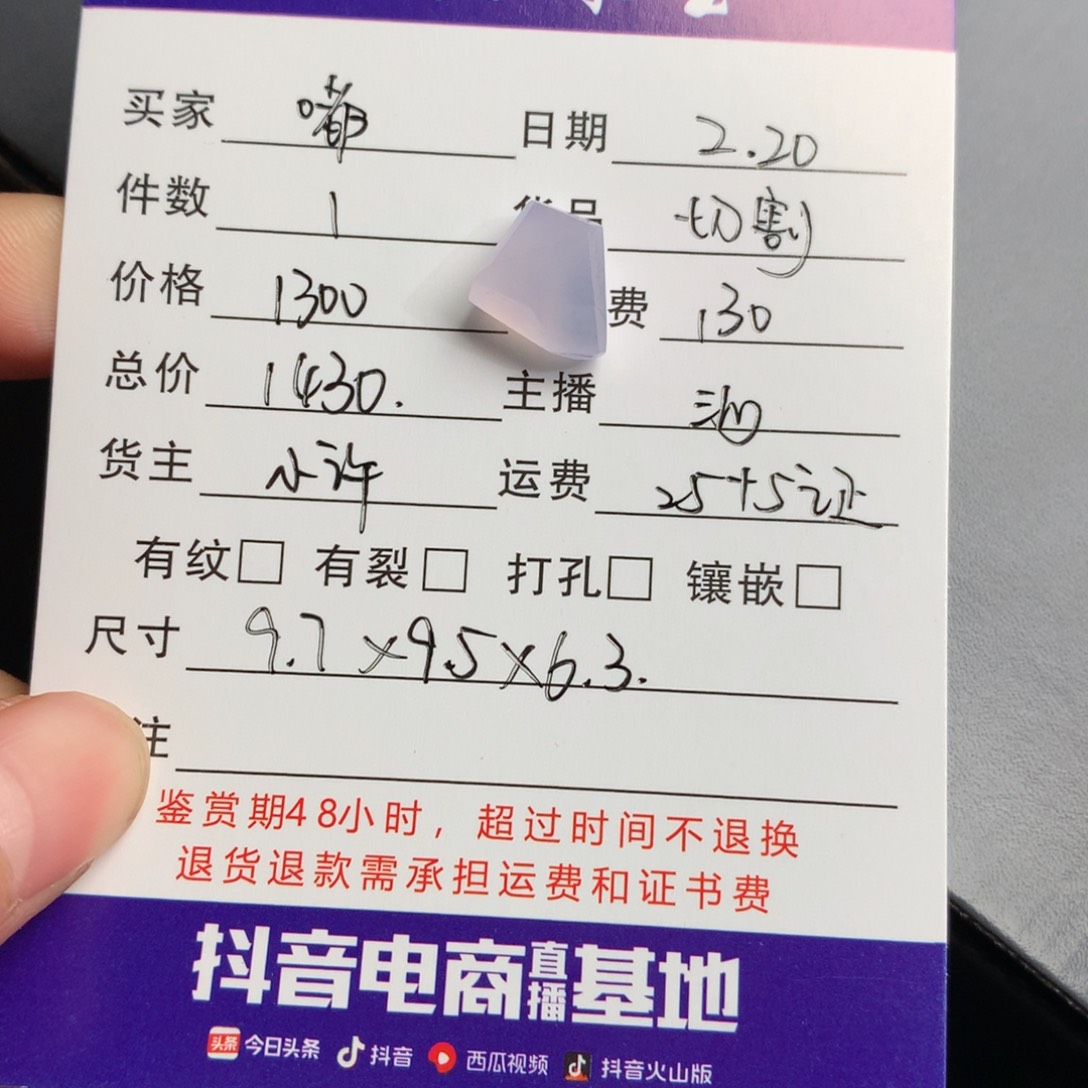 买家 嘟 日期 2.20
件数 1 货品 切割
价格 1300 费 130
总价 1430. 主播
货主 小许 运费 25+5证
有纹□ 有裂□ 打孔□ 镶嵌□
尺寸 9.7×9.5×6.3.
注
鉴赏期48小时，超过时间不退换
退货退款需承担运费和证书费
抖音电商直播基地
头条 今日头条 抖音 西瓜视频 抖音火山版